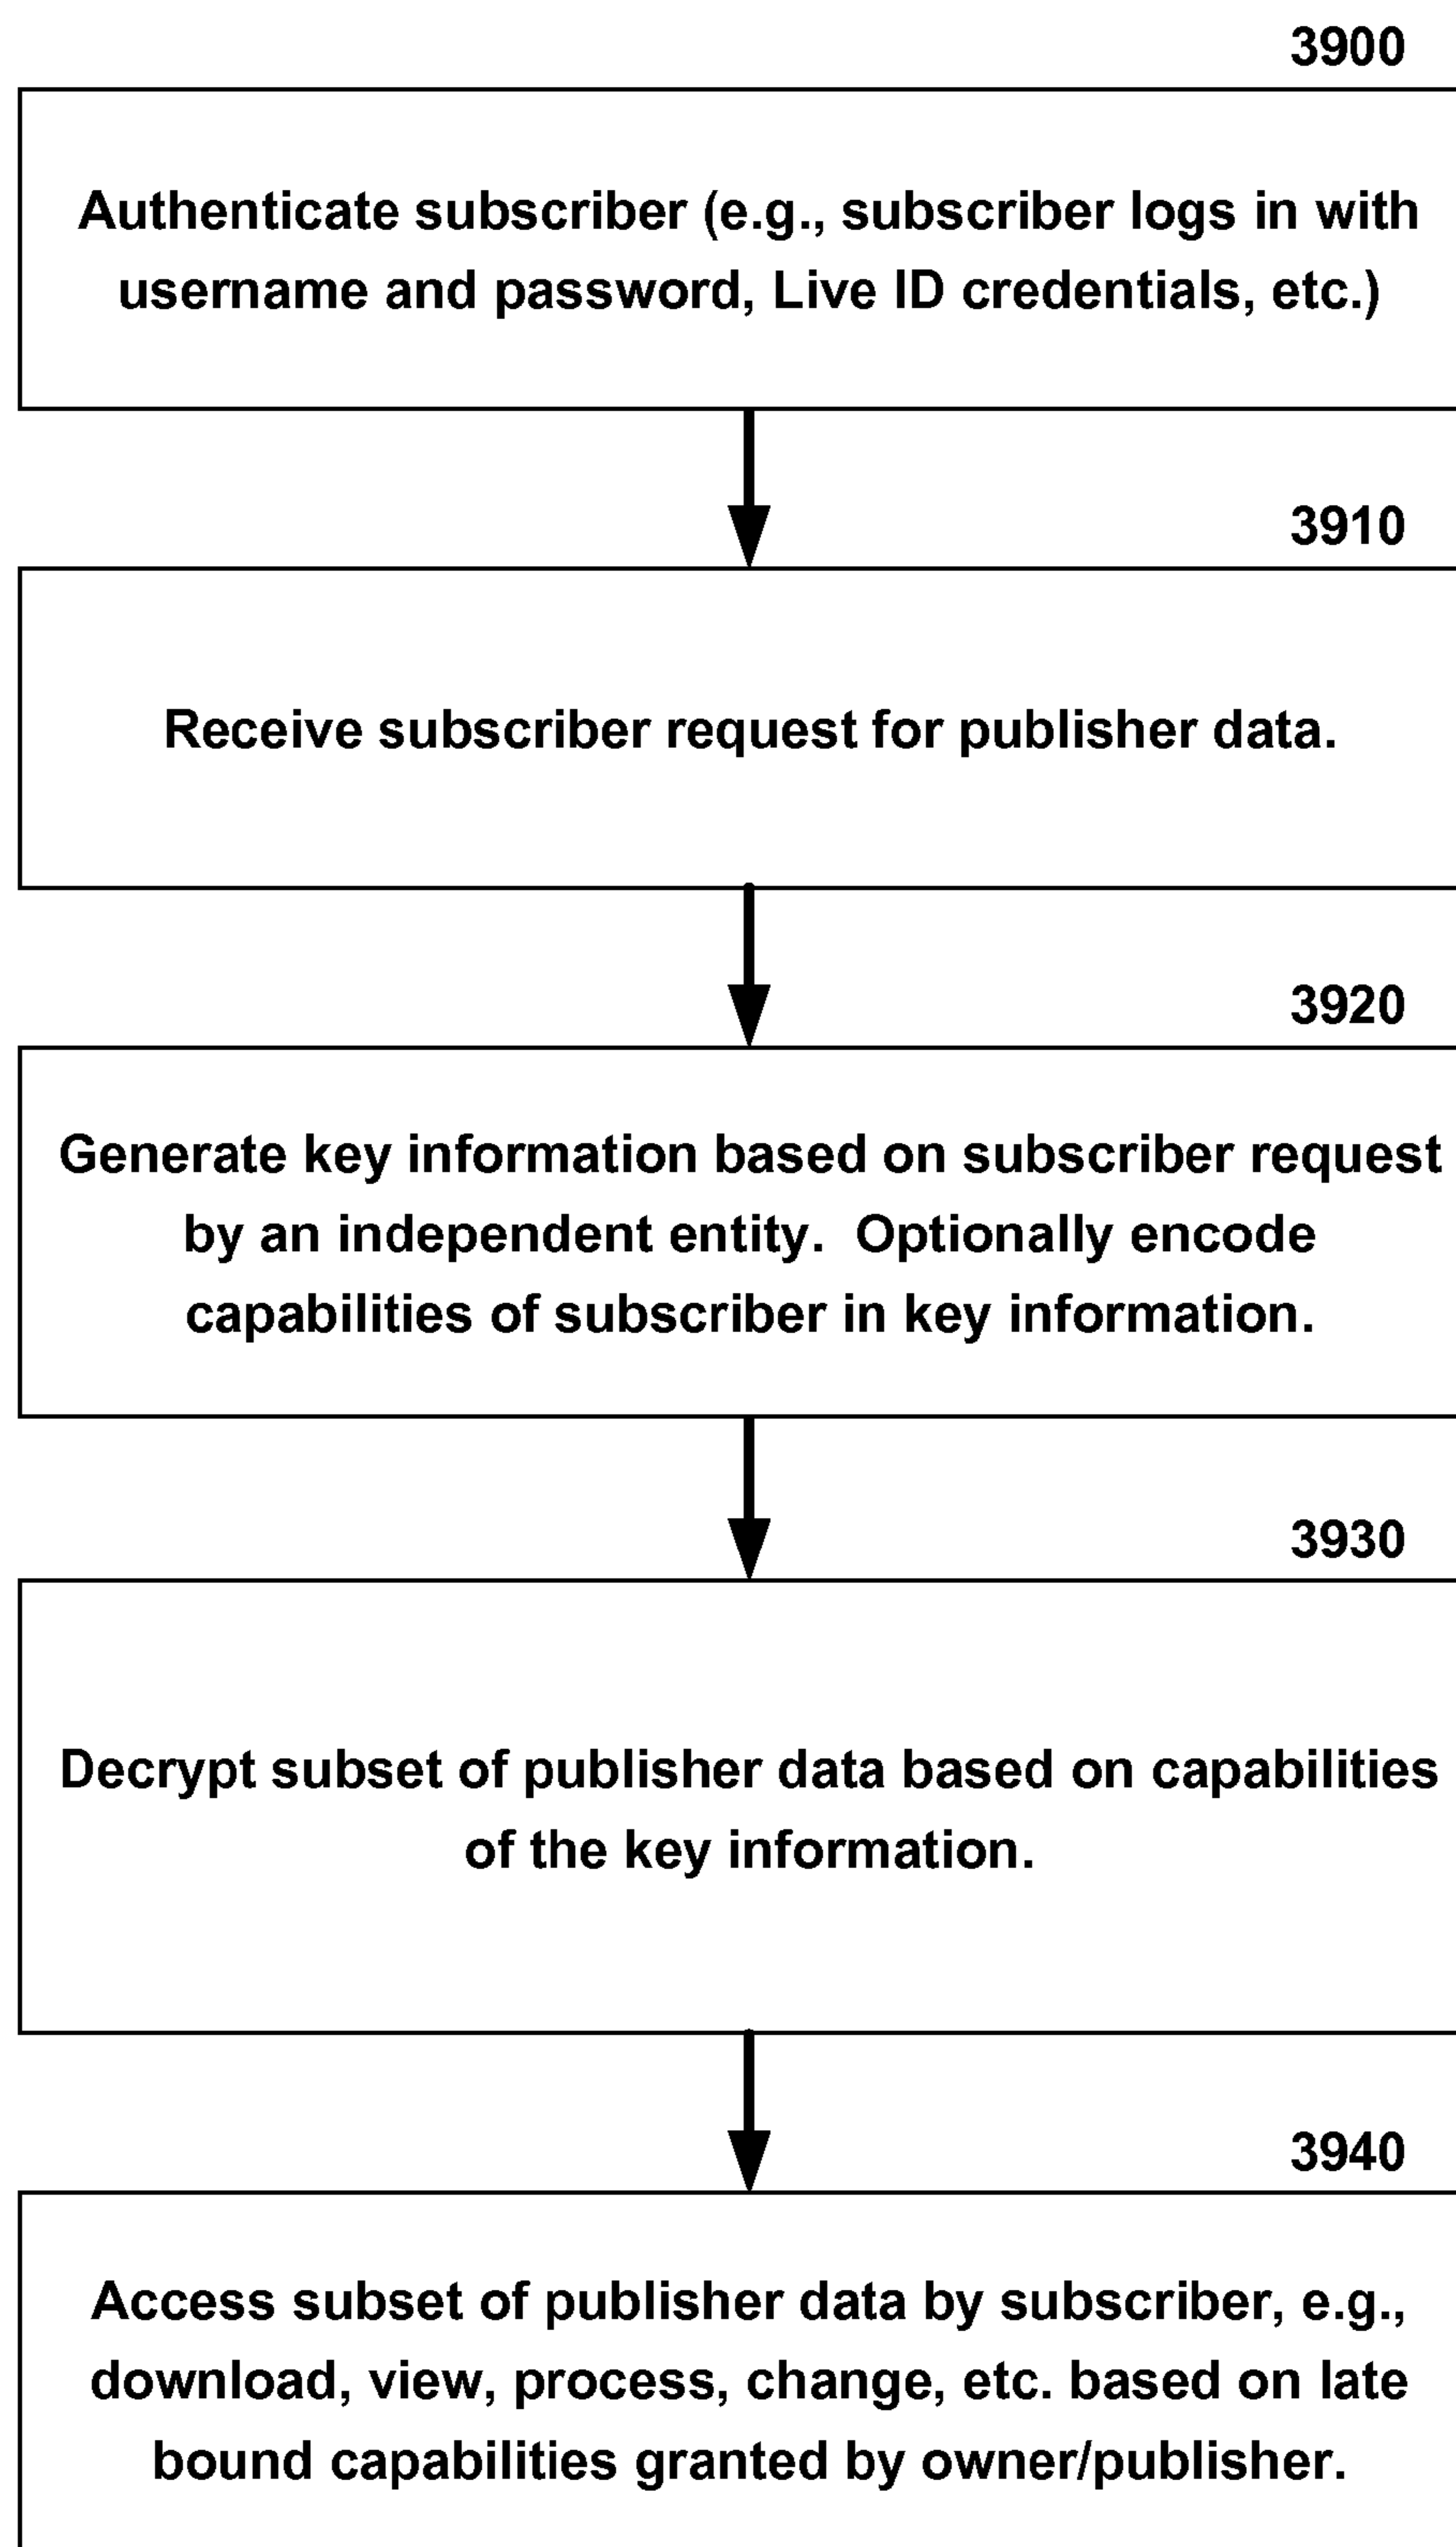 3900
Authenticate subscriber (e.g., subscriber logs in with
username and password, Live ID credentials, etc.)
3910
Receive subscriber request for publisher data.
3920
Generate key information based on subscriber request
by an independent entity.  Optionally encode
capabilities of subscriber in key information.
3930
Decrypt subset of publisher data based on capabilities
of the key information.
3940
Access subset of publisher data by subscriber, e.g.,
download, view, process, change, etc. based on late
bound capabilities granted by owner/publisher.